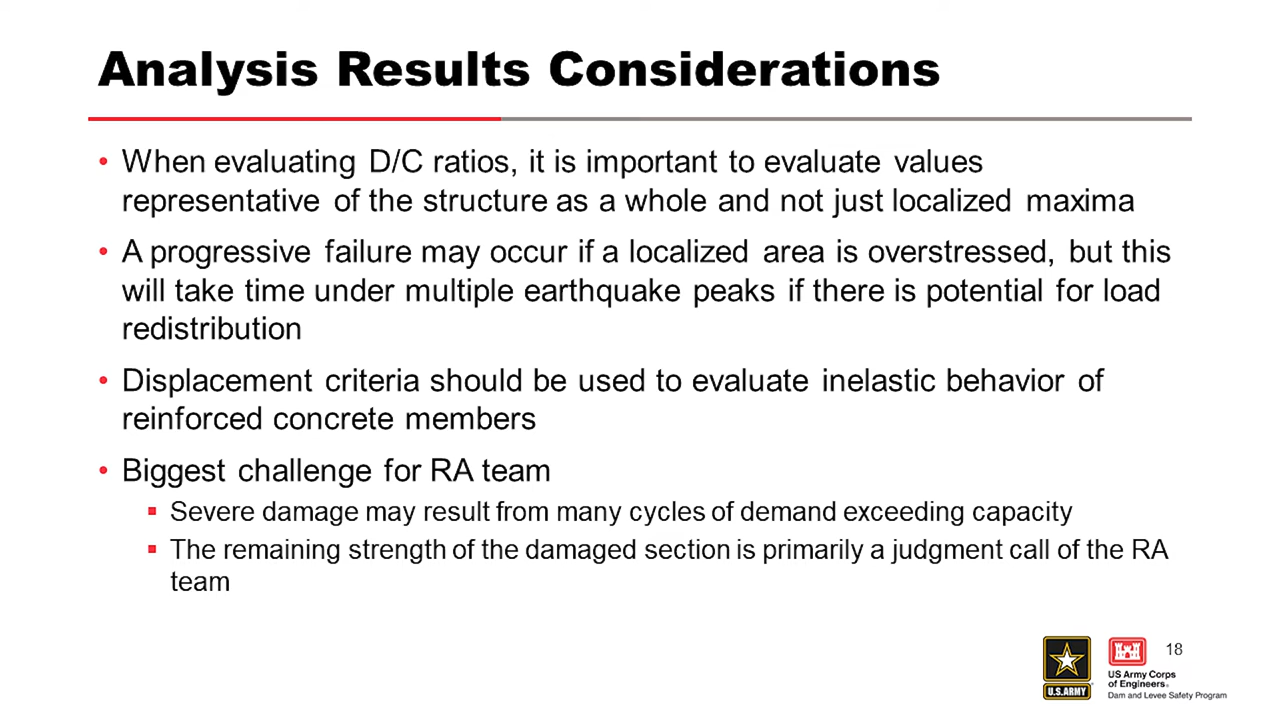 Analysis Results Considerations
• When evaluating D/C ratios, it is important to evaluate values
representative of the structure as a whole and not just localized maxima
• A progressive failure may occur if a localized area is overstressed, but this
will take time under multiple earthquake peaks if there is potential for load
redistribution
• Displacement criteria should be used to evaluate inelastic behavior of
reinforced concrete members
• Biggest challenge for RA team
▪ Severe damage may result from many cycles of demand exceeding capacity
▪ The remaining strength of the damaged section is primarily a judgment call of the RA
team
18
U.S.ARMY
US Army Corps
of Engineers®
Dam and Levee Safety Program